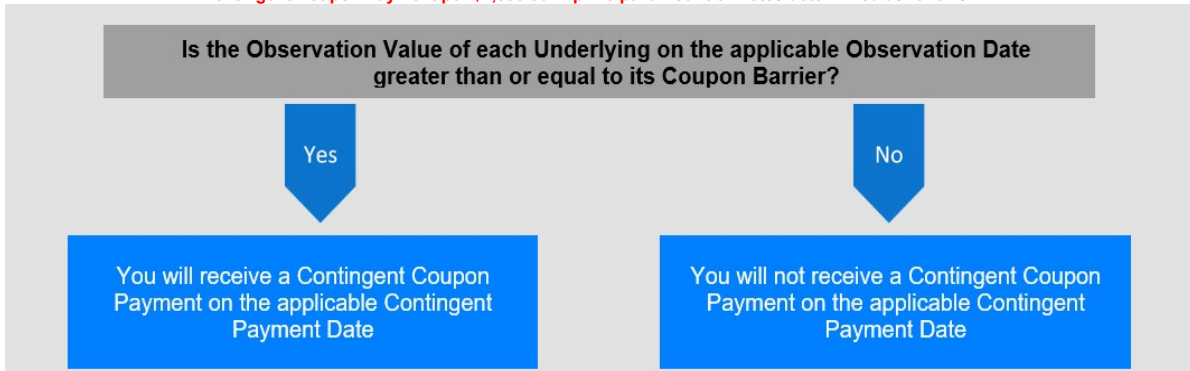 Is the Observation Value of each Underlying on the applicable Observation Date
greater than or equal to its Coupon Barrier?
Yes
No
You will receive a Contingent Coupon
Payment on the applicable Contingent
Payment Date
You will not receive a Contingent Coupon
Payment on the applicable Contingent
Payment Date